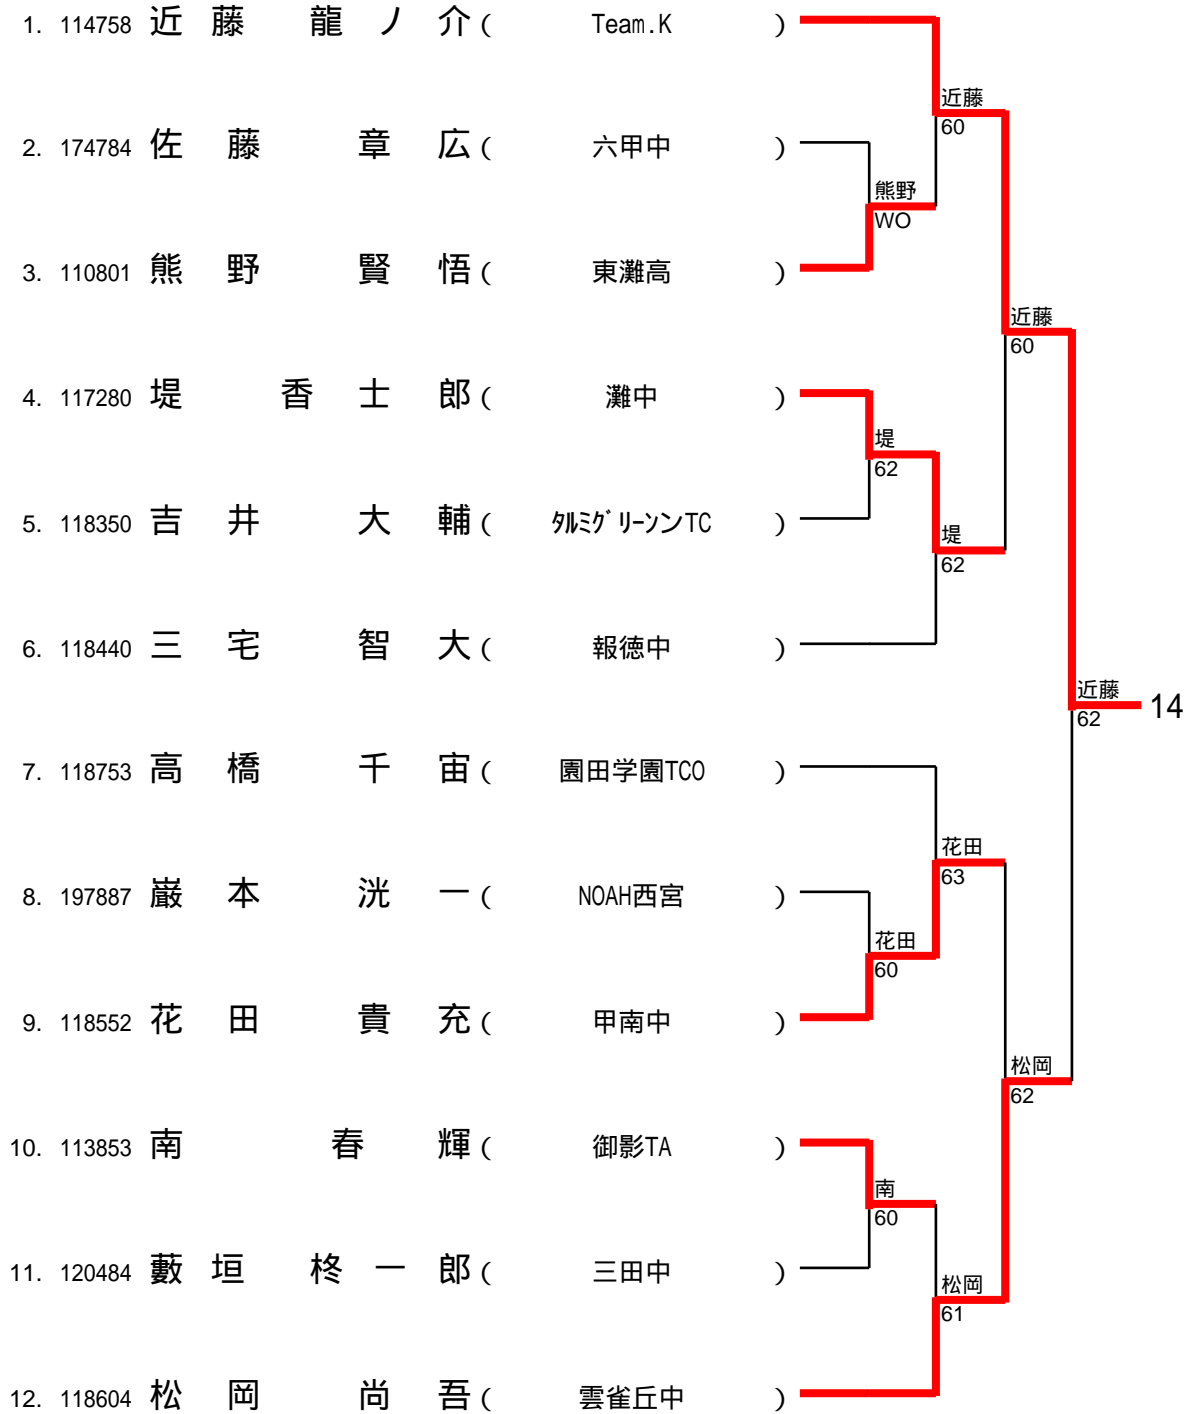 1. 114758 近藤 龍ノ介 ( Team.K )
近藤
60
2. 174784 佐藤 章広 ( 六甲中 )
熊野
WO
3. 110801 熊野 賢悟 ( 東灘高 )
近藤
60
4. 117280 堤 香士郎 ( 灘中 )
堤
62
5. 118350 吉井 大輔 ( ﾀﾙﾐｸﾞﾘｰﾝｿﾝTC )
堤
62
6. 118440 三宅 智大 ( 報徳中 )
近藤
62
14
7. 118753 高橋 千宙 ( 園田学園TCO )
花田
63
8. 197887 巌本 洸一 ( NOAH西宮 )
花田
60
9. 118552 花田 貴充 ( 甲南中 )
松岡
62
10. 113853 南 春輝 ( 御影TA )
南
60
11. 120484 藪垣 柊一郎 ( 三田中 )
松岡
61
12. 118604 松岡 尚吾 ( 雲雀丘中 )